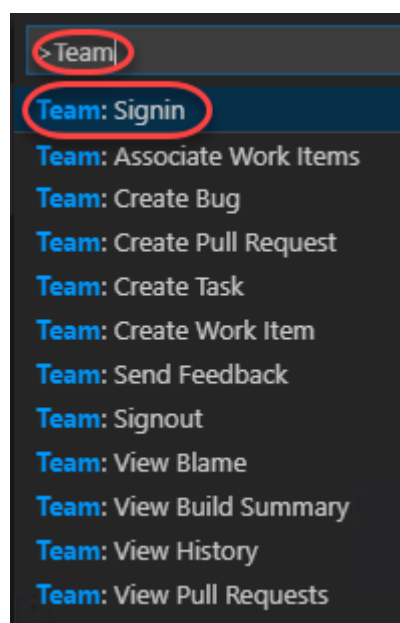 >Team
Team: Signin
Team: Associate Work Items
Team: Create Bug
Team: Create Pull Request
Team: Create Task
Team: Create Work Item
Team: Send Feedback
Team: Signout
Team: View Blame
Team: View Build Summary
Team: View History
Team: View Pull Requests